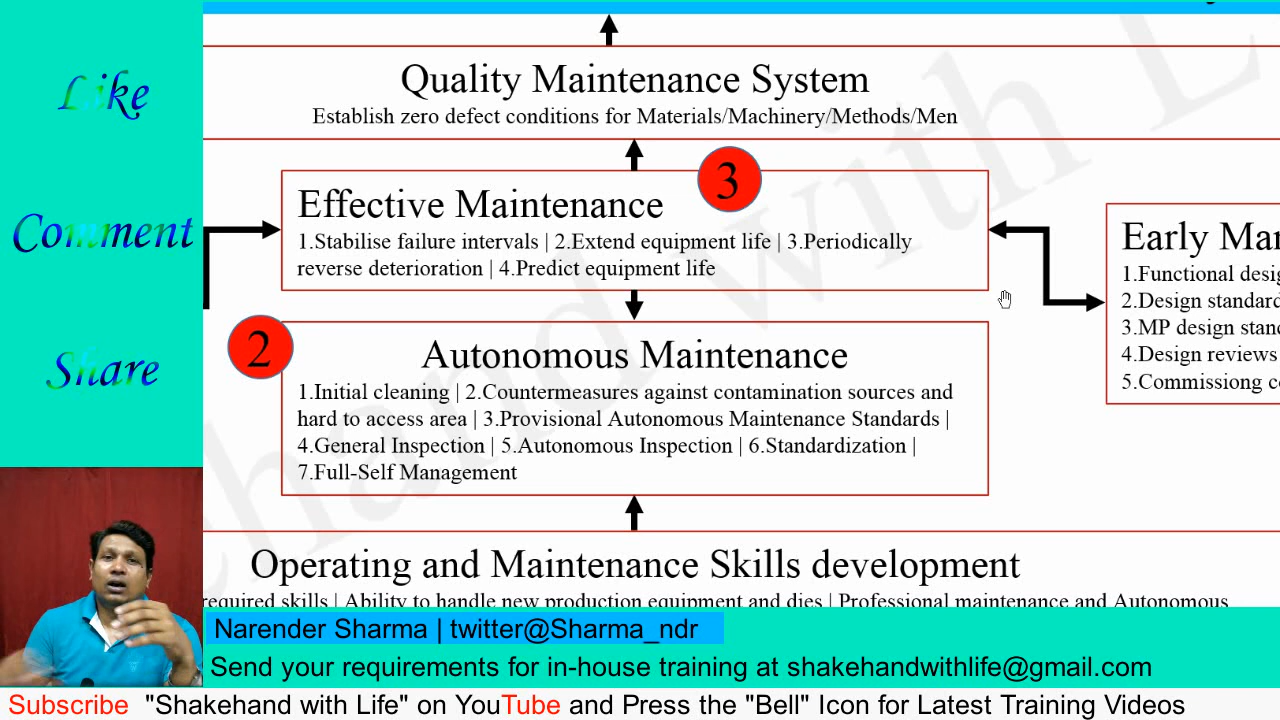 Like
Comment
Share
Quality Maintenance System
Establish zero defect conditions for Materials/Machinery/Methods/Men
3
Effective Maintenance
1.Stabilise failure intervals | 2.Extend equipment life | 3.Periodically
reverse deterioration | 4.Predict equipment life
2
Autonomous Maintenance
1.Initial cleaning | 2.Countermeasures against contamination sources and
hard to access area | 3.Provisional Autonomous Maintenance Standards |
4.General Inspection | 5.Autonomous Inspection | 6.Standardization |
7.Full-Self Management
Early
1.Functional
2.Design
3.MP design
4.Design reviews
5.Commissiong
Operating and Maintenance Skills development
required skills | Ability to handle new production equipment and dies | Professional maintenance and Autonomous
Narender Sharma | twitter@Sharma_ndr
Send your requirements for in-house training at shakehandwithlife@gmail.com
Subscribe "Shakehand with Life" on YouTube and Press the "Bell" Icon for Latest Training Videos